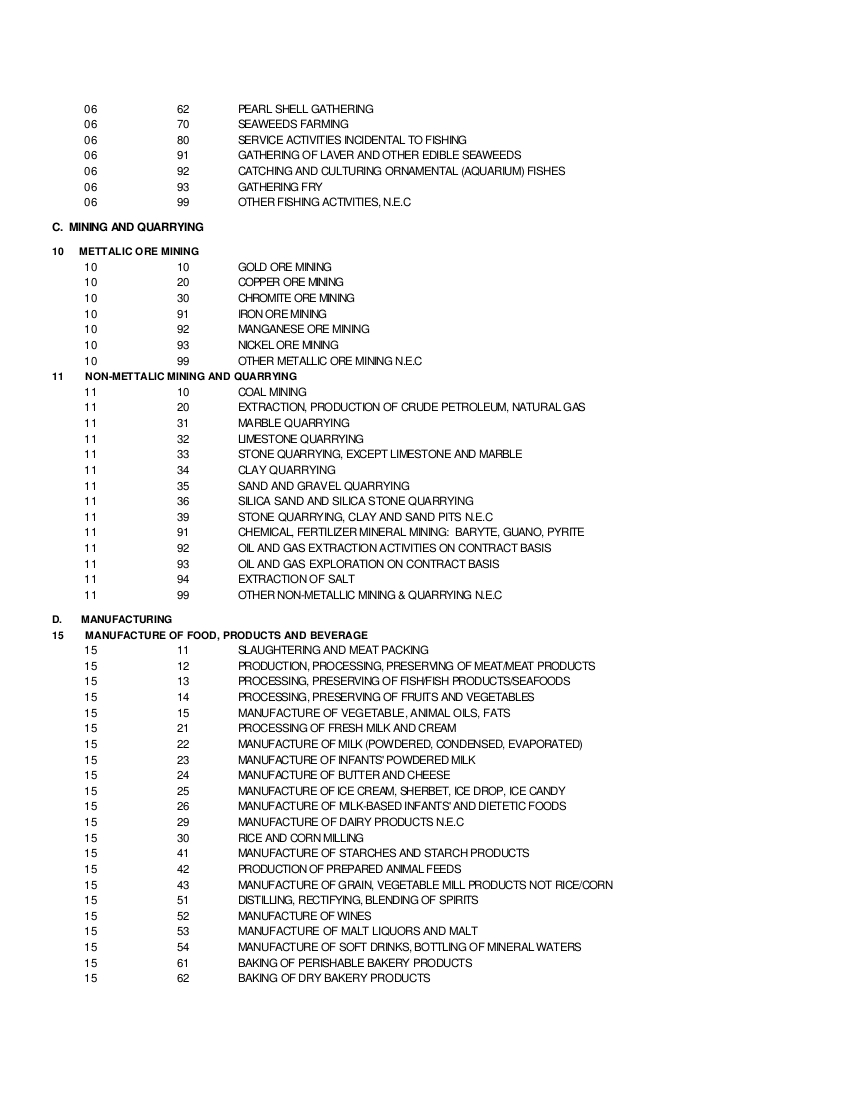 06 62 PEARL SHELL GATHERING
06 70 SEAWEEDS FARMING
06 80 SERVICE ACTIVITIES INCIDENTAL TO FISHING
06 91 GATHERING OF LAVER AND OTHER EDIBLE SEAWEEDS
06 92 CATCHING AND CULTURING ORNAMENTAL (AQUARIUM) FISHES
06 93 GATHERING FRY
06 99 OTHER FISHING ACTIVITIES, N.E.C
C. MINING AND QUARRYING
10 METTALIC ORE MINING
10 10 GOLD ORE MINING
10 20 COPPER ORE MINING
10 30 CHROMITE ORE MINING
10 91 IRON ORE MINING
10 92 MANGANESE ORE MINING
10 93 NICKEL ORE MINING
10 99 OTHER METALLIC ORE MINING N.E.C
11 NON-METTALIC MINING AND QUARRYING
11 10 COAL MINING
11 20 EXTRACTION, PRODUCTION OF CRUDE PETROLEUM, NATURAL GAS
11 31 MARBLE QUARRYING
11 32 LIMESTONE QUARRYING
11 33 STONE QUARRYING, EXCEPT LIMESTONE AND MARBLE
11 34 CLAY QUARRYING
11 35 SAND AND GRAVEL QUARRYING
11 36 SILICA SAND AND SILICA STONE QUARRYING
11 39 STONE QUARRYING, CLAY AND SAND PITS N.E.C
11 91 CHEMICAL, FERTILIZER MINERAL MINING: BARYTE, GUANO, PYRITE
11 92 OIL AND GAS EXTRACTION ACTIVITIES ON CONTRACT BASIS
11 93 OIL AND GAS EXPLORATION ON CONTRACT BASIS
11 94 EXTRACTION OF SALT
11 99 OTHER NON-METALLIC MINING & QUARRYING N.E.C
D. MANUFACTURING
15 MANUFACTURE OF FOOD, PRODUCTS AND BEVERAGE
15 11 SLAUGHTERING AND MEAT PACKING
15 12 PRODUCTION, PROCESSING, PRESERVING OF MEAT/MEAT PRODUCTS
15 13 PROCESSING, PRESERVING OF FISH/FISH PRODUCTS/SEAFOODS
15 14 PROCESSING, PRESERVING OF FRUITS AND VEGETABLES
15 15 MANUFACTURE OF VEGETABLE, ANIMAL OILS, FATS
15 21 PROCESSING OF FRESH MILK AND CREAM
15 22 MANUFACTURE OF MILK (POWDERED, CONDENSED, EVAPORATED)
15 23 MANUFACTURE OF INFANTS' POWDERED MILK
15 24 MANUFACTURE OF BUTTER AND CHEESE
15 25 MANUFACTURE OF ICE CREAM, SHERBET, ICE DROP, ICE CANDY
15 26 MANUFACTURE OF MILK-BASED INFANTS' AND DIETETIC FOODS
15 29 MANUFACTURE OF DAIRY PRODUCTS N.E.C
15 30 RICE AND CORN MILLING
15 41 MANUFACTURE OF STARCHES AND STARCH PRODUCTS
15 42 PRODUCTION OF PREPARED ANIMAL FEEDS
15 43 MANUFACTURE OF GRAIN, VEGETABLE MILL PRODUCTS NOT RICE/CORN
15 51 DISTILLING, RECTIFYING, BLENDING OF SPIRITS
15 52 MANUFACTURE OF WINES
15 53 MANUFACTURE OF MALT LIQUORS AND MALT
15 54 MANUFACTURE OF SOFT DRINKS, BOTTLING OF MINERAL WATERS
15 61 BAKING OF PERISHABLE BAKERY PRODUCTS
15 62 BAKING OF DRY BAKERY PRODUCTS